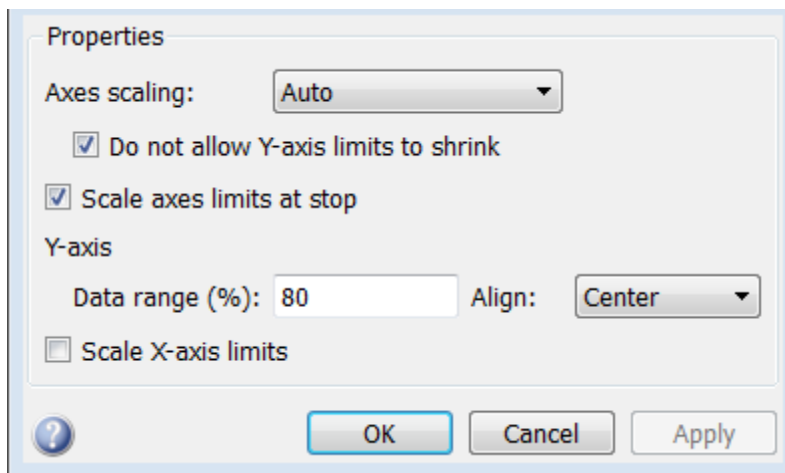 Properties
Axes scaling: Auto
Do not allow Y-axis limits to shrink
Scale axes limits at stop
Y-axis
Data range (%): 80 Align: Center
Scale X-axis limits
? OK Cancel Apply